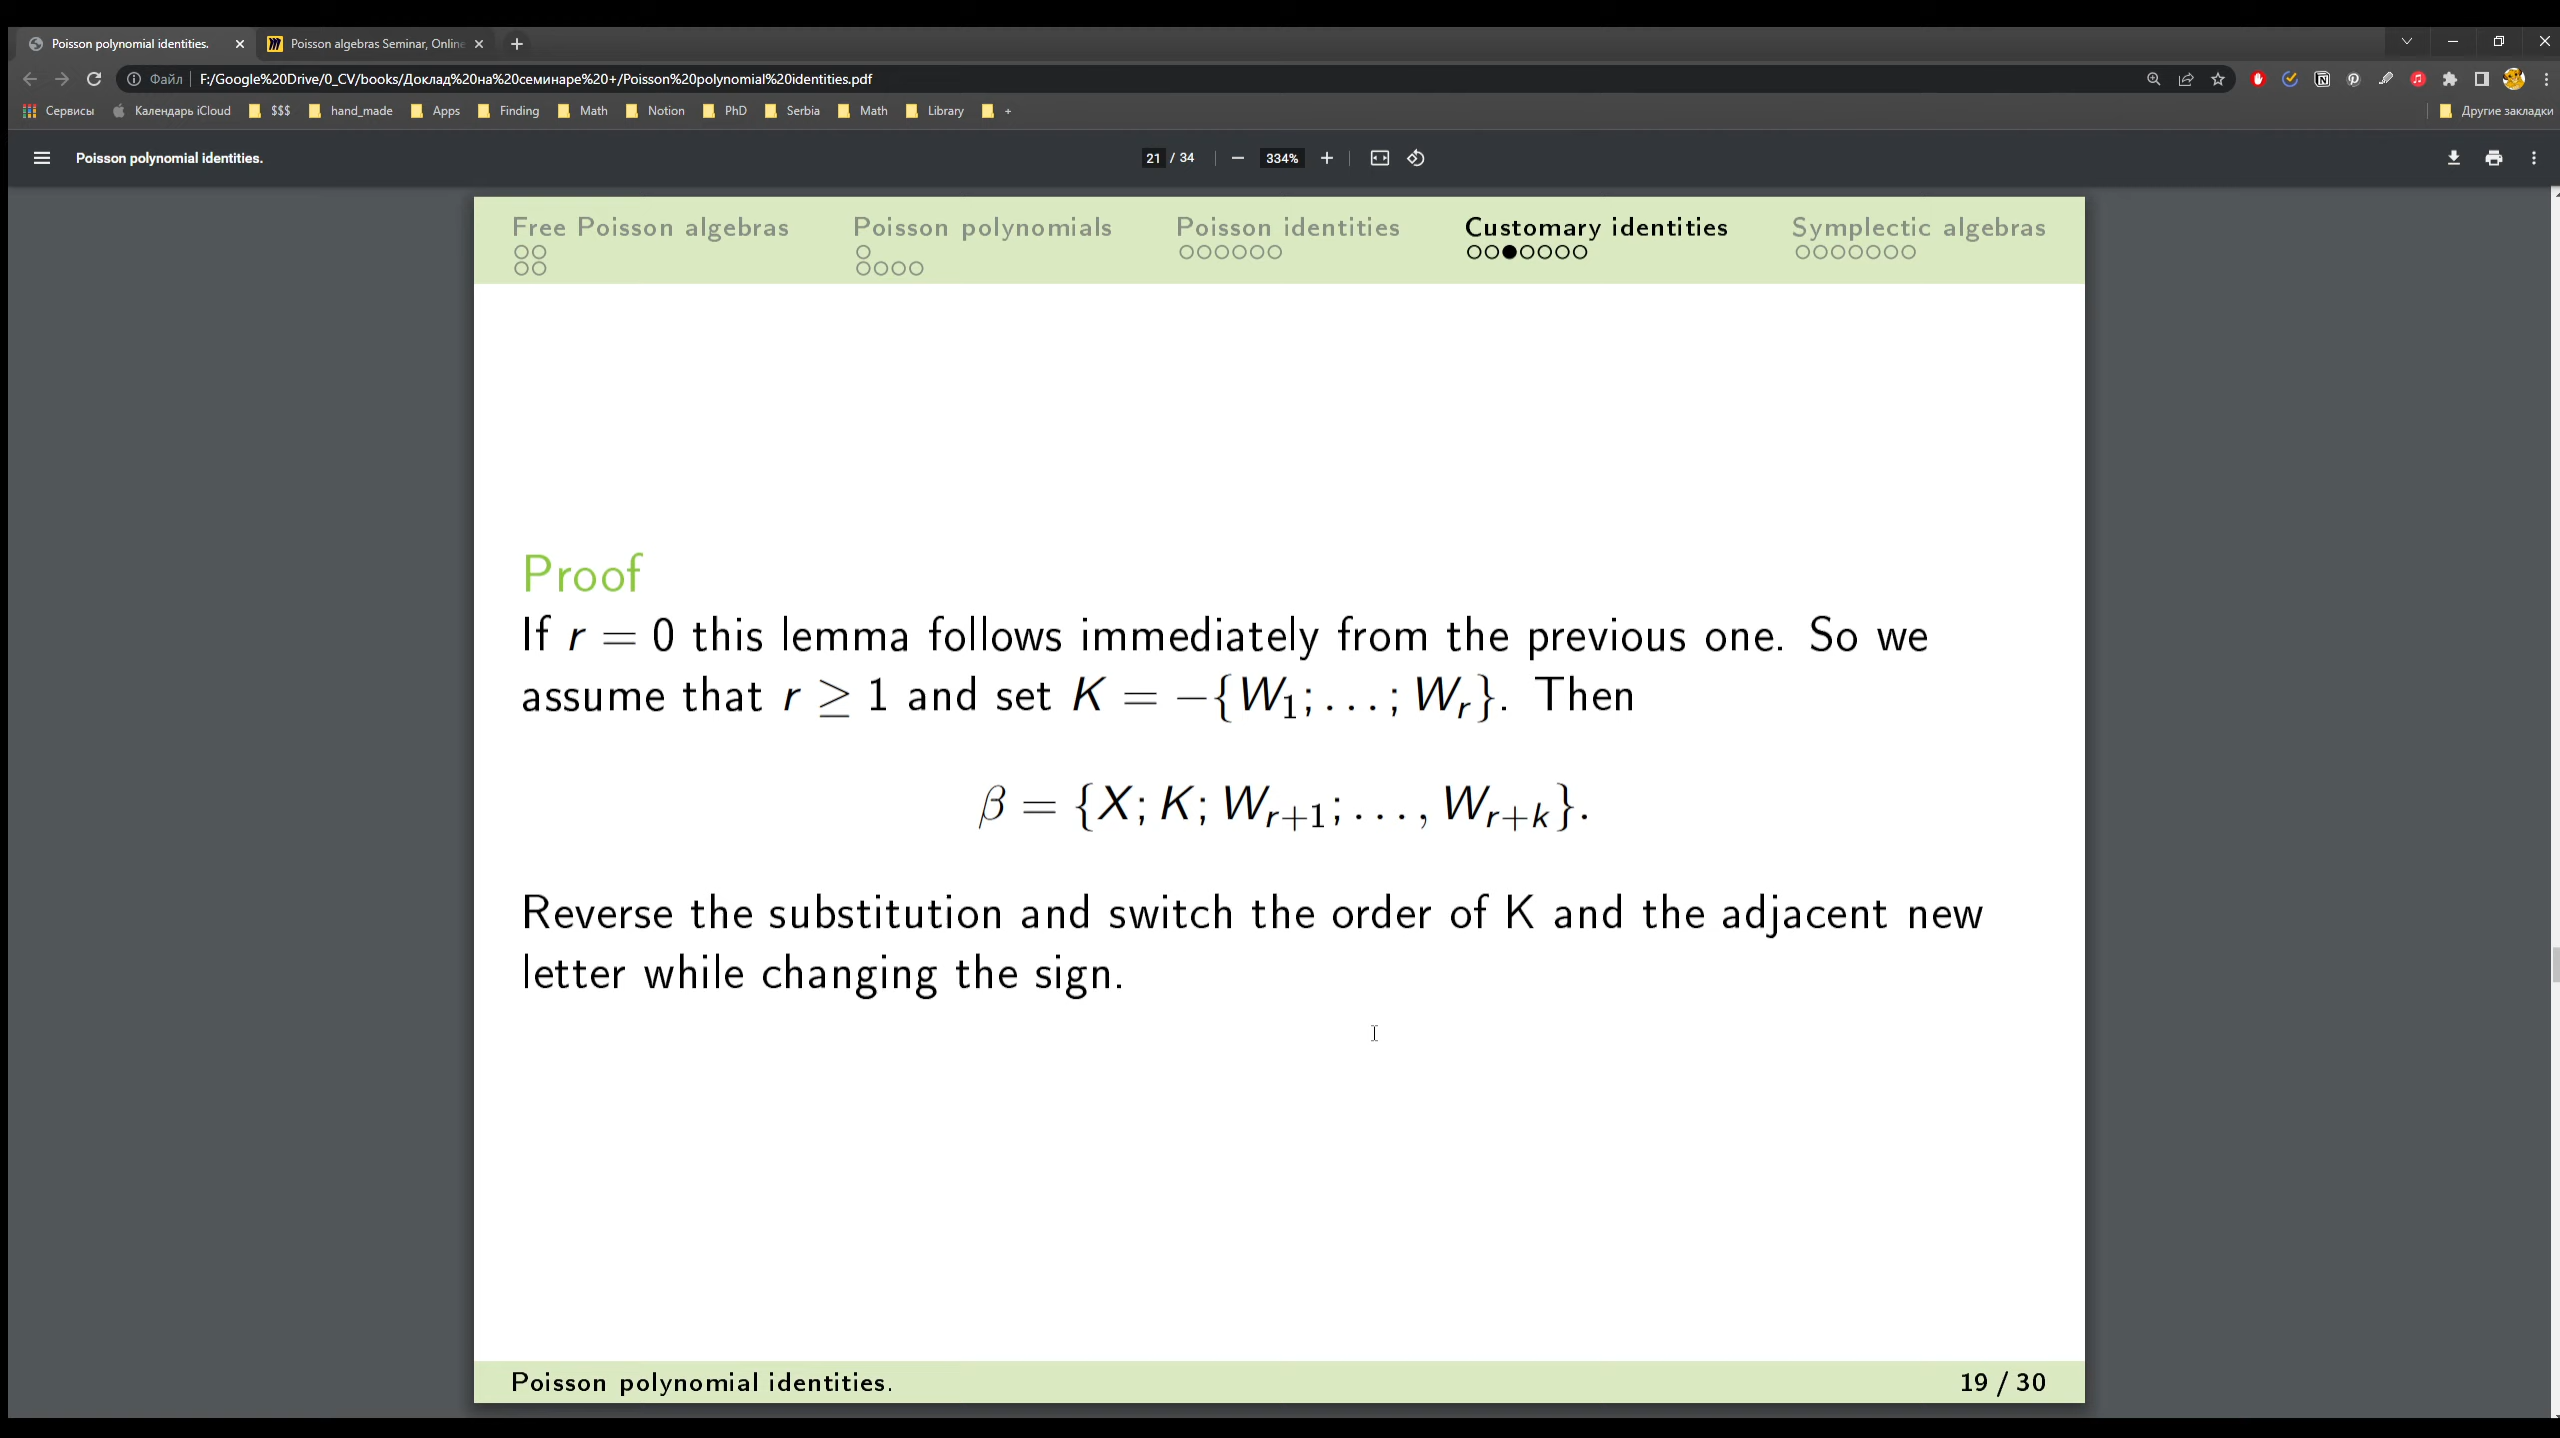 Poisson polynomial identities.
Poisson algebras Seminar, Online
Файл F:/Google%20Drive/0_CV/books/Доклад%20на%20семинаре%20+/Poisson%20polynomial%20identities.pdf
Сервисы Календарь iCloud $$$ hand_made Apps Finding Math Notion PhD Serbia Math Library + Другие закладки
Poisson polynomial identities. 21 / 34 − 334% +
Free Poisson algebras Poisson polynomials Poisson identities Customary identities Symplectic algebras
Proof
If r = 0 this lemma follows immediately from the previous one. So we
assume that r ≥ 1 and set K = −{W₁; . . . ; Wᵣ}. Then
β = {X; K; W_{r+1}; . . . , W_{r+k}}.
Reverse the substitution and switch the order of K and the adjacent new
letter while changing the sign.
Poisson polynomial identities. 19 / 30